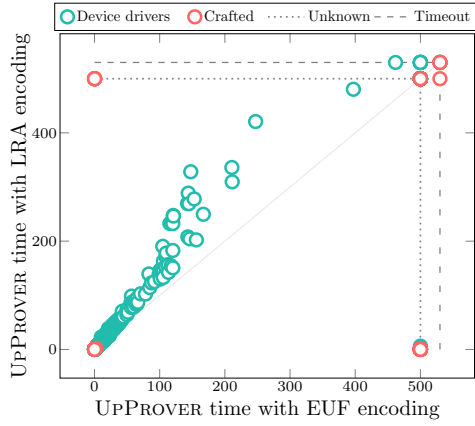 Device drivers Crafted Unknown Timeout
400
200
0
0 100 200 300 400 500
UPPROVER time with LRA encoding
UPPROVER time with EUF encoding